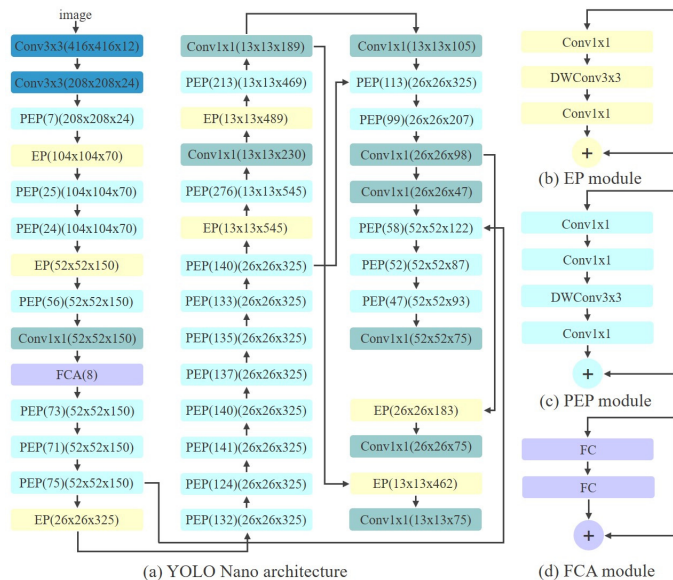 image
Conv3x3(416x416x12)
Conv3x3(208x208x24)
PEP(7)(208x208x24)
EP(104x104x70)
PEP(25)(104x104x70)
PEP(24)(104x104x70)
EP(52x52x150)
PEP(56)(52x52x150)
Conv1x1(52x52x150)
FCA(8)
PEP(73)(52x52x150)
PEP(71)(52x52x150)
PEP(75)(52x52x150)
EP(26x26x325)
Conv1x1(13x13x189)
PEP(213)(13x13x469)
EP(13x13x489)
Conv1x1(13x13x230)
PEP(276)(13x13x545)
EP(13x13x545)
PEP(140)(26x26x325)
PEP(133)(26x26x325)
PEP(135)(26x26x325)
PEP(137)(26x26x325)
PEP(140)(26x26x325)
PEP(141)(26x26x325)
PEP(124)(26x26x325)
PEP(132)(26x26x325)
Conv1x1(13x13x105)
PEP(113)(26x26x325)
PEP(99)(26x26x207)
Conv1x1(26x26x98)
Conv1x1(26x26x47)
PEP(58)(52x52x122)
PEP(52)(52x52x87)
PEP(47)(52x52x93)
Conv1x1(52x52x75)
EP(26x26x183)
Conv1x1(26x26x75)
EP(13x13x462)
Conv1x1(13x13x75)
(a) YOLO Nano architecture
Conv1x1
DWConv3x3
Conv1x1
+
(b) EP module
Conv1x1
Conv1x1
DWConv3x3
Conv1x1
+
(c) PEP module
FC
FC
+
(d) FCA module